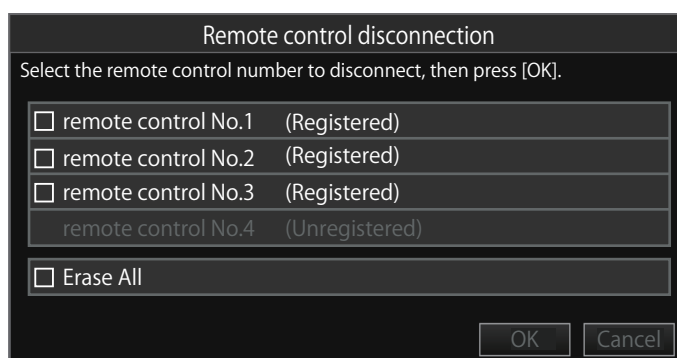 Remote control disconnection
Select the remote control number to disconnect, then press [OK].
remote control No.1 (Registered)
remote control No.2 (Registered)
remote control No.3 (Registered)
remote control No.4 (Unregistered)
Erase All
OK Cancel